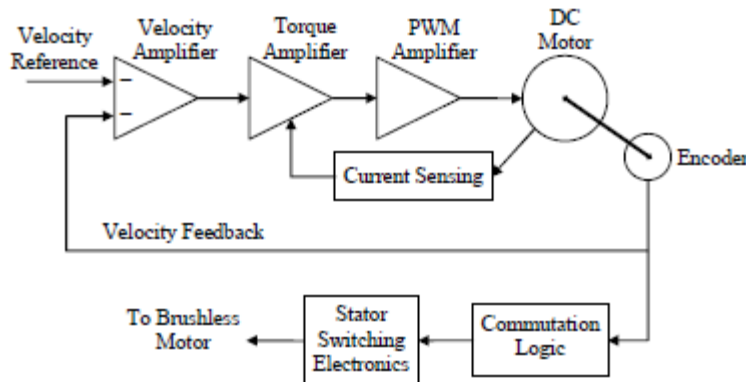 Velocity
Reference
Velocity
Amplifier
Torque
Amplifier
PWM
Amplifier
DC
Motor
−
−
Current Sensing
Encoder
Velocity Feedback
To Brushless
Motor
Stator
Switching
Electronics
Commutation
Logic